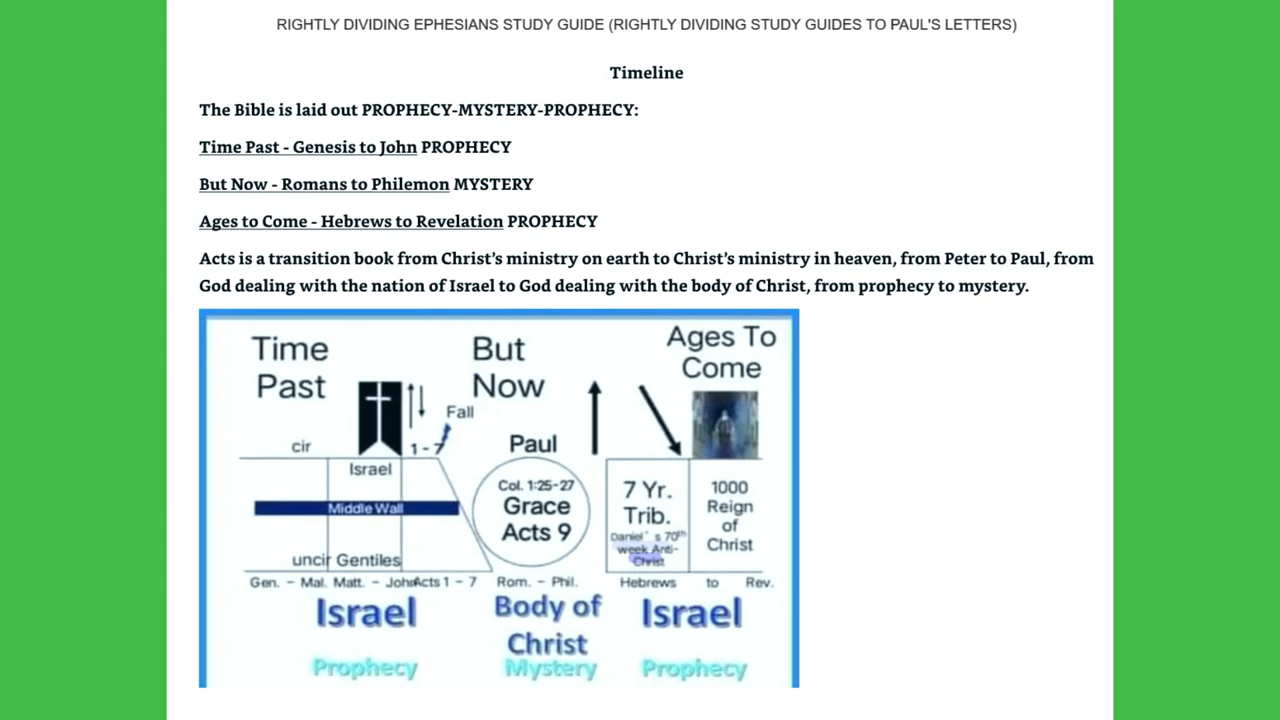 RIGHTLY DIVIDING EPHESIANS STUDY GUIDE (RIGHTLY DIVIDING STUDY GUIDES TO PAUL'S LETTERS)
Timeline
The Bible is laid out PROPHECY-MYSTERY-PROPHECY:
Time Past - Genesis to John PROPHECY
But Now - Romans to Philemon MYSTERY
Ages to Come - Hebrews to Revelation PROPHECY
Acts is a transition book from Christ’s ministry on earth to Christ’s ministry in heaven, from Peter to Paul, from
God dealing with the nation of Israel to God dealing with the body of Christ, from prophecy to mystery.
Time
Past
But
Now
Ages To
Come
Fall
cir
1 - 7
Paul
Israel
Middle Wall
uncir Gentiles
Col. 1:25-27
Grace
Acts 9
7 Yr.
Trib.
Daniel` s 70th
week Anti-
Christ
1000
Reign
of
Christ
Gen. - Mal. Matt. - John Acts 1 - 7 Rom. - Phil. Hebrews to Rev.
Israel
Body of
Christ
Israel
Prophecy
Mystery
Prophecy